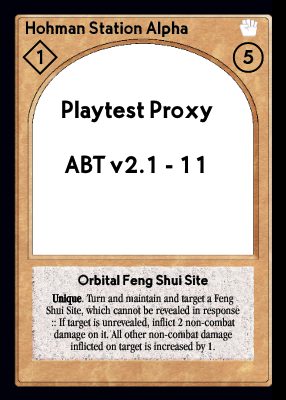 Hohman Station Alpha
1
5
Playtest Proxy
ABT v2.1 - 11
Orbital Feng Shui Site
Unique. Turn and maintain and target a Feng
Shui Site, which cannot be revealed in response
:: If target is unrevealed, inflict 2 non-combat
damage on it. All other non-combat damage
inflicted on target is increased by 1.